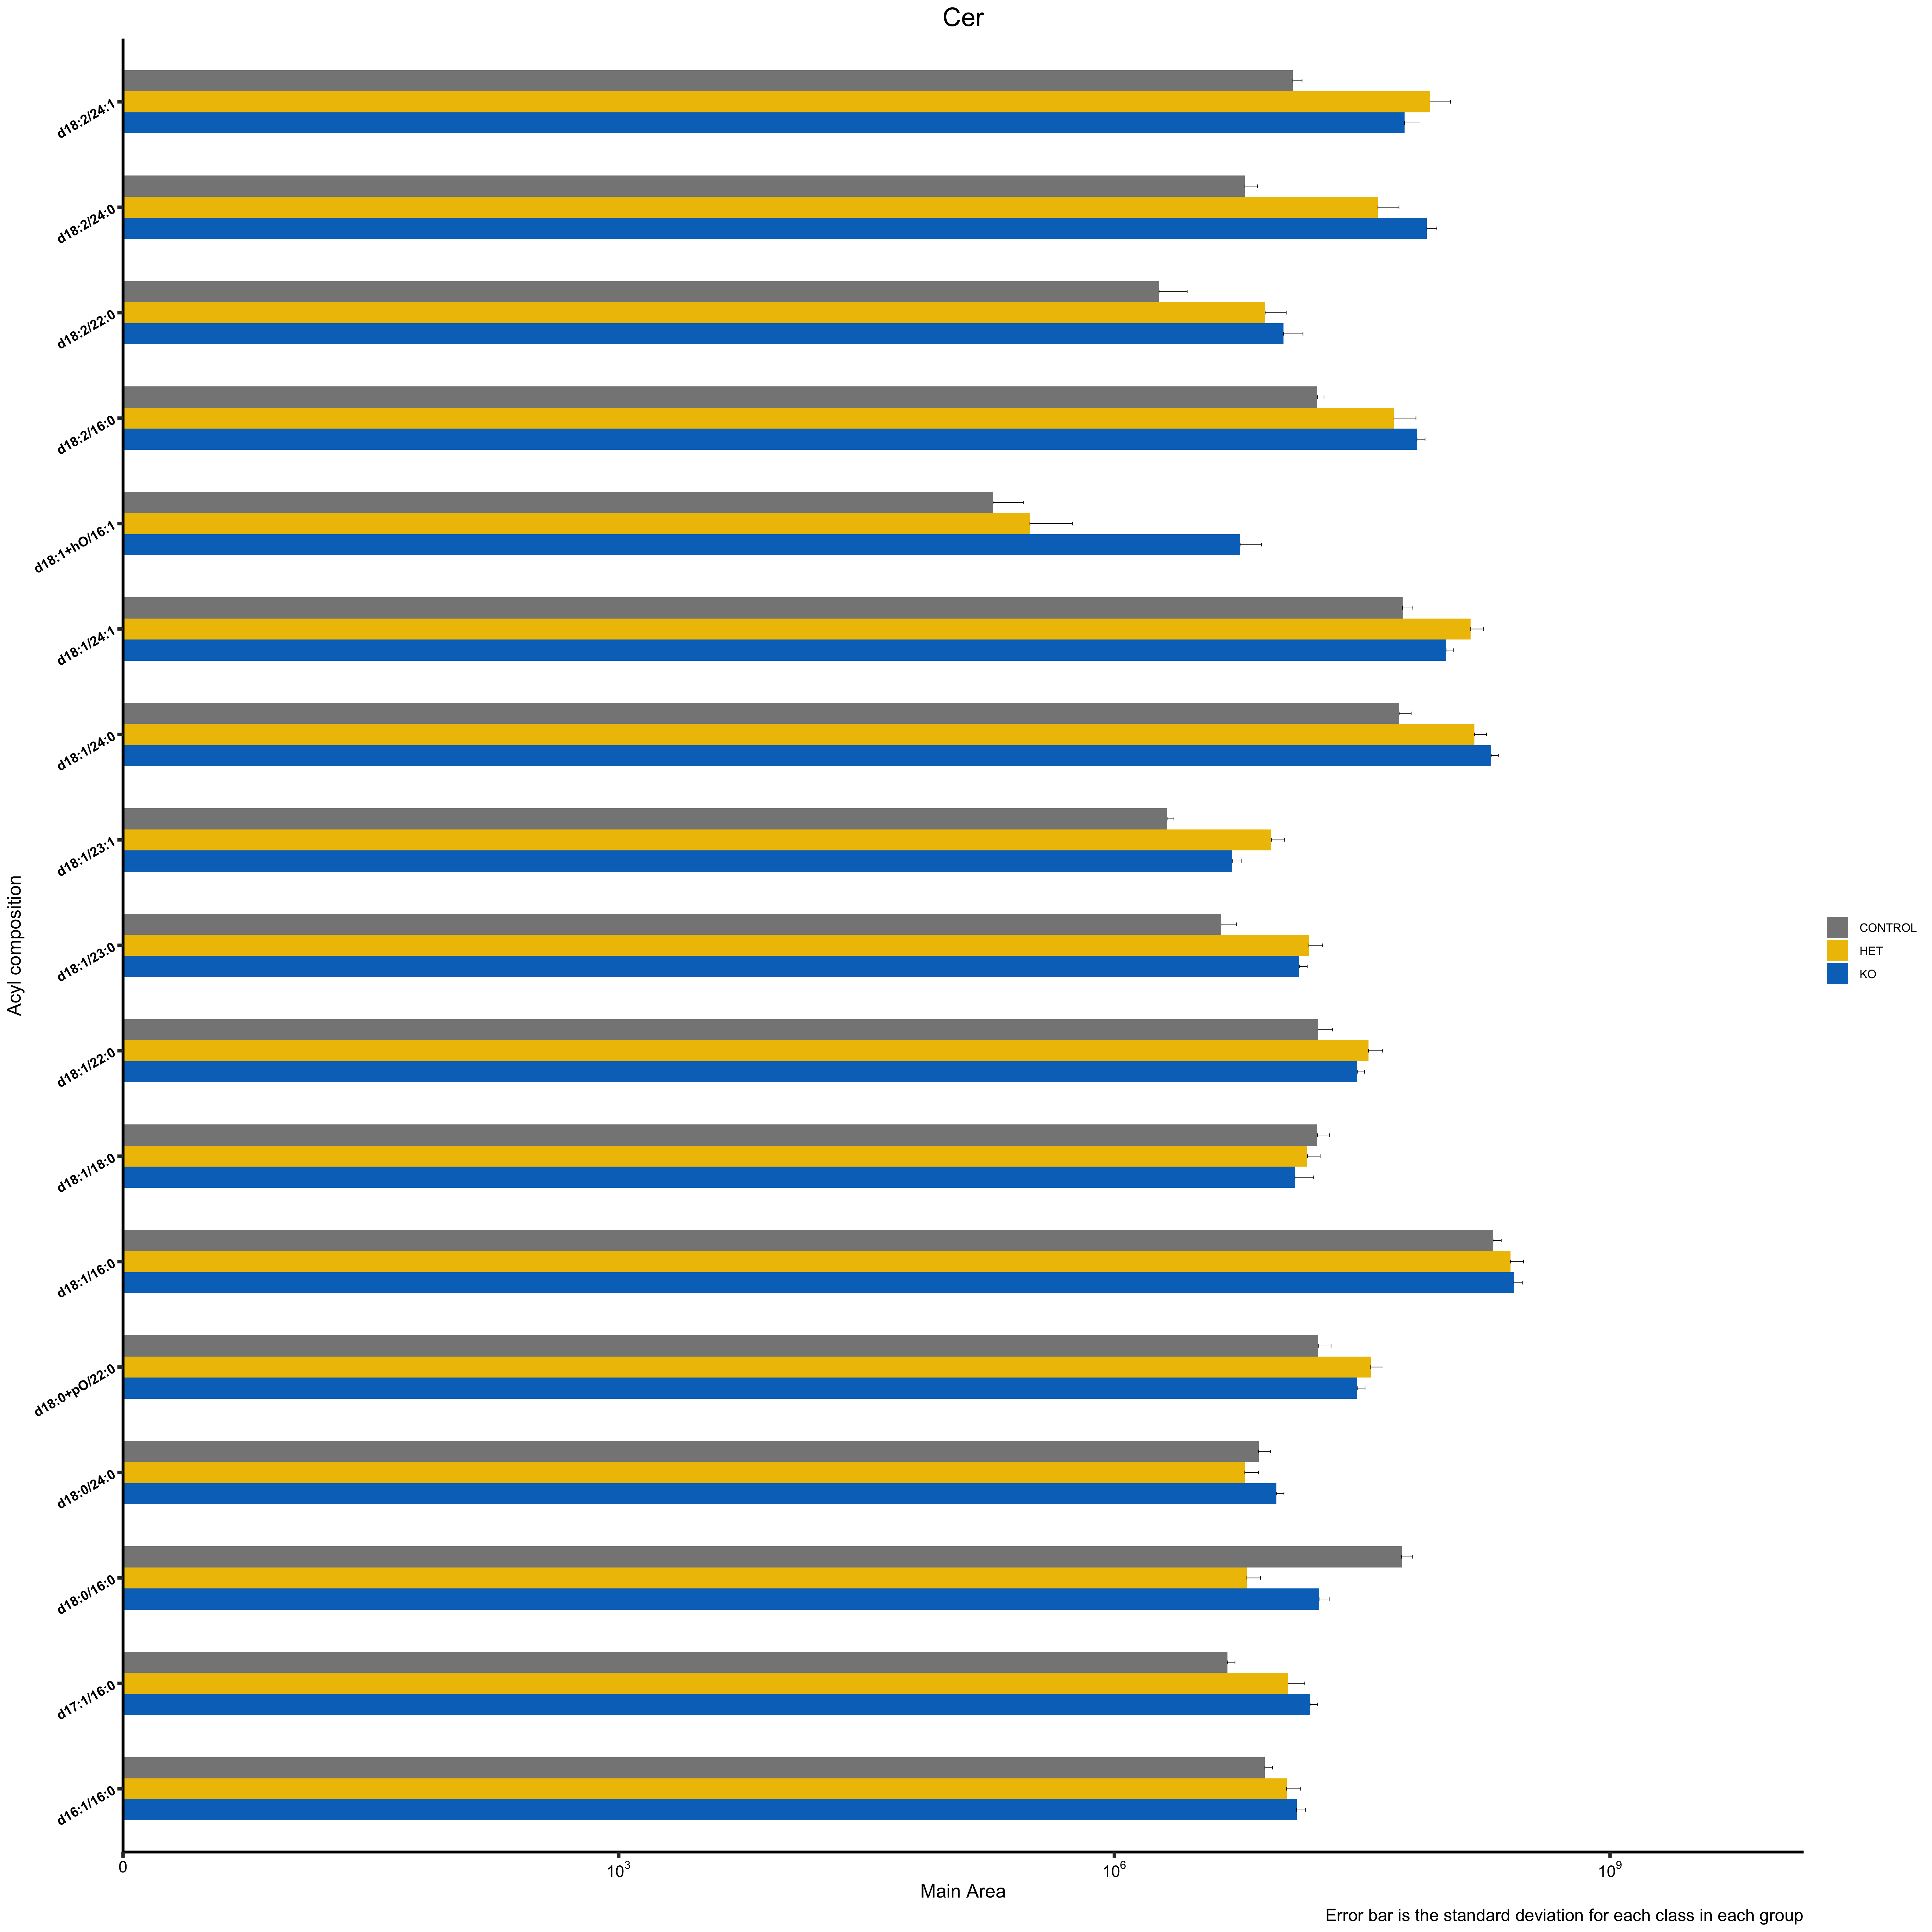 Cer
d18:2/24:1
d18:2/24:0
d18:2/22:0
d18:2/16:0
d18:1+hO/16:1
d18:1/24:1
d18:1/24:0
d18:1/23:1
d18:1/23:0
d18:1/22:0
d18:1/18:0
d18:1/16:0
d18:0+pO/22:0
d18:0/24:0
d18:0/16:0
d17:1/16:0
d16:1/16:0
Acyl composition
CONTROL
HET
KO
0 10³ 10⁶ 10⁹
Main Area
Error bar is the standard deviation for each class in each group